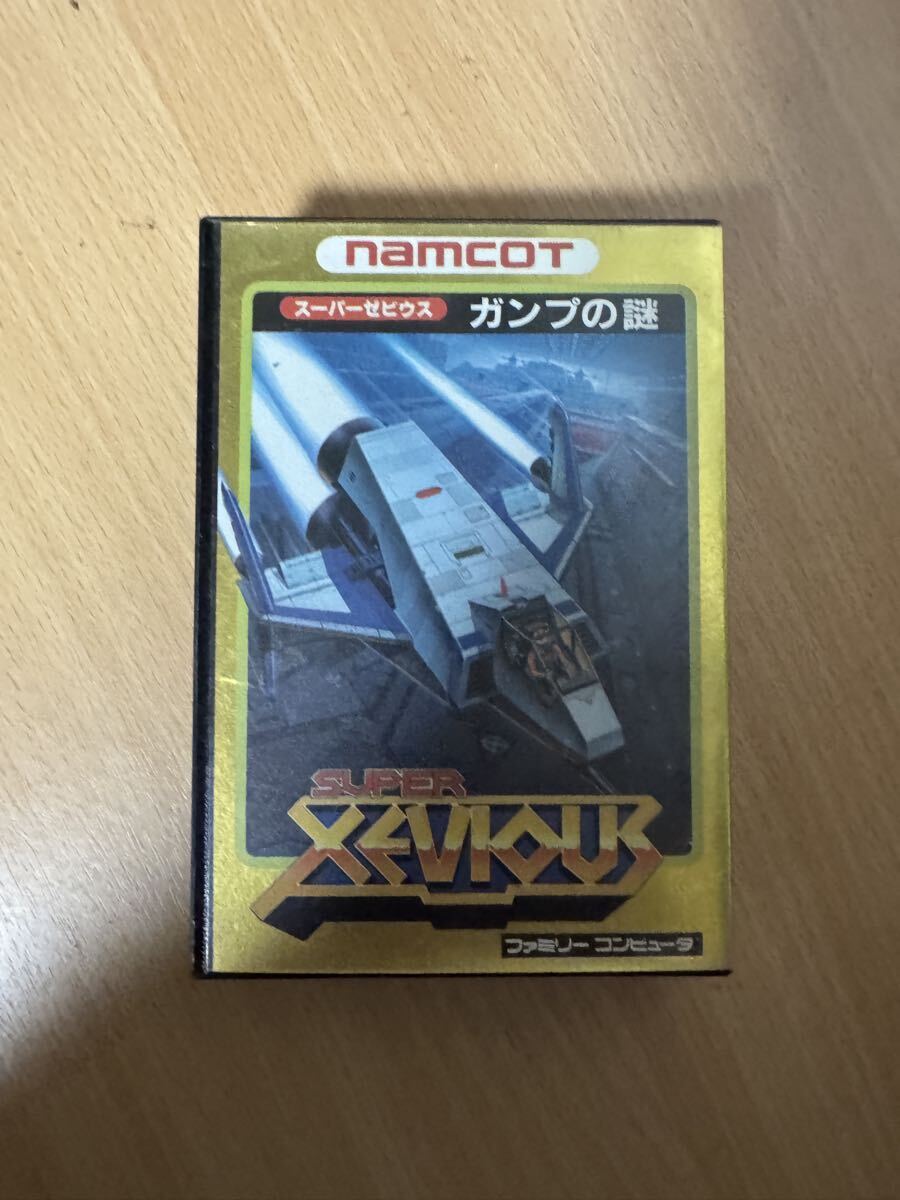 namcoT
スーパーゼビウス ガンプの謎
SUPER
XEVIOUS
ファミリー コンピュータ